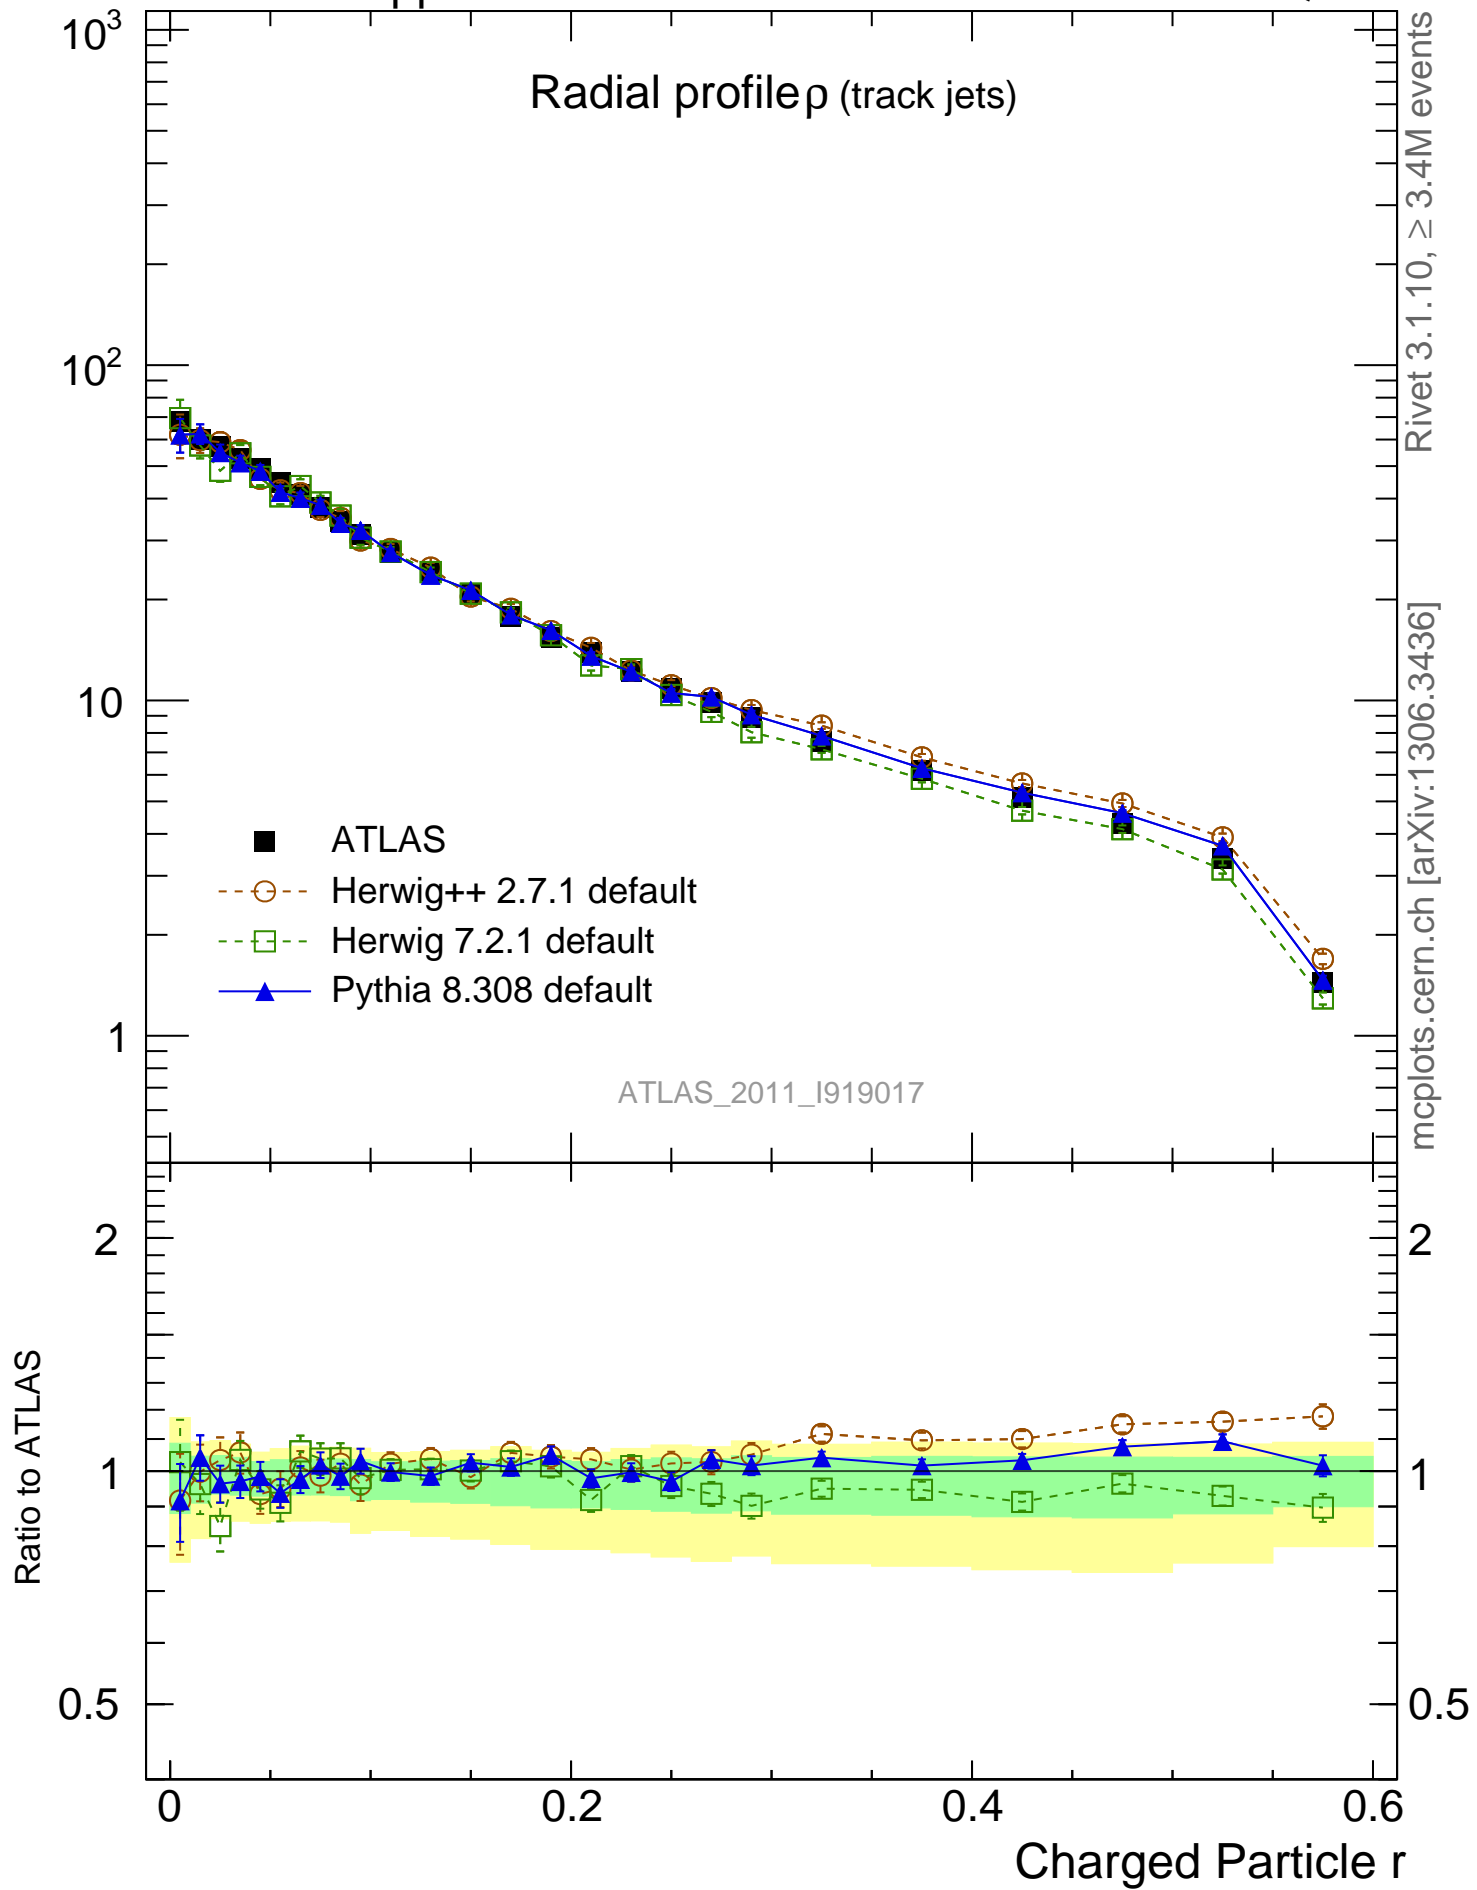 10³
Radial profile ρ (track jets)
10²
10
1
ATLAS
Herwig++ 2.7.1 default
Herwig 7.2.1 default
Pythia 8.308 default
ATLAS_2011_I919017
Rivet 3.1.10, ≥ 3.4M events
mcplots.cern.ch [arXiv:1306.3436]
Ratio to ATLAS
2
1
0.5
2
1
0.5
0
0.2
0.4
0.6
Charged Particle r